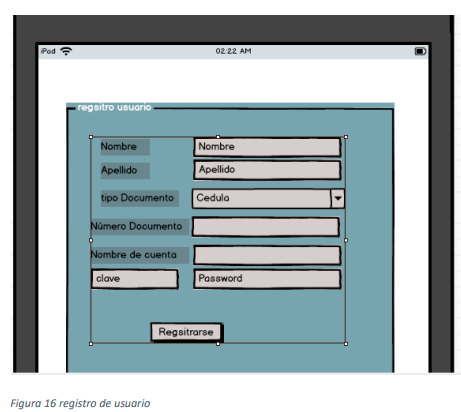 iPad 02:22 AM
regsitro usuario
Nombre Nombre
Apellido Apellido
tipo Documento Cedula
Número Documento
Nombre de cuenta
clave Password
Regsitrarse
Figura 16 registro de usuario